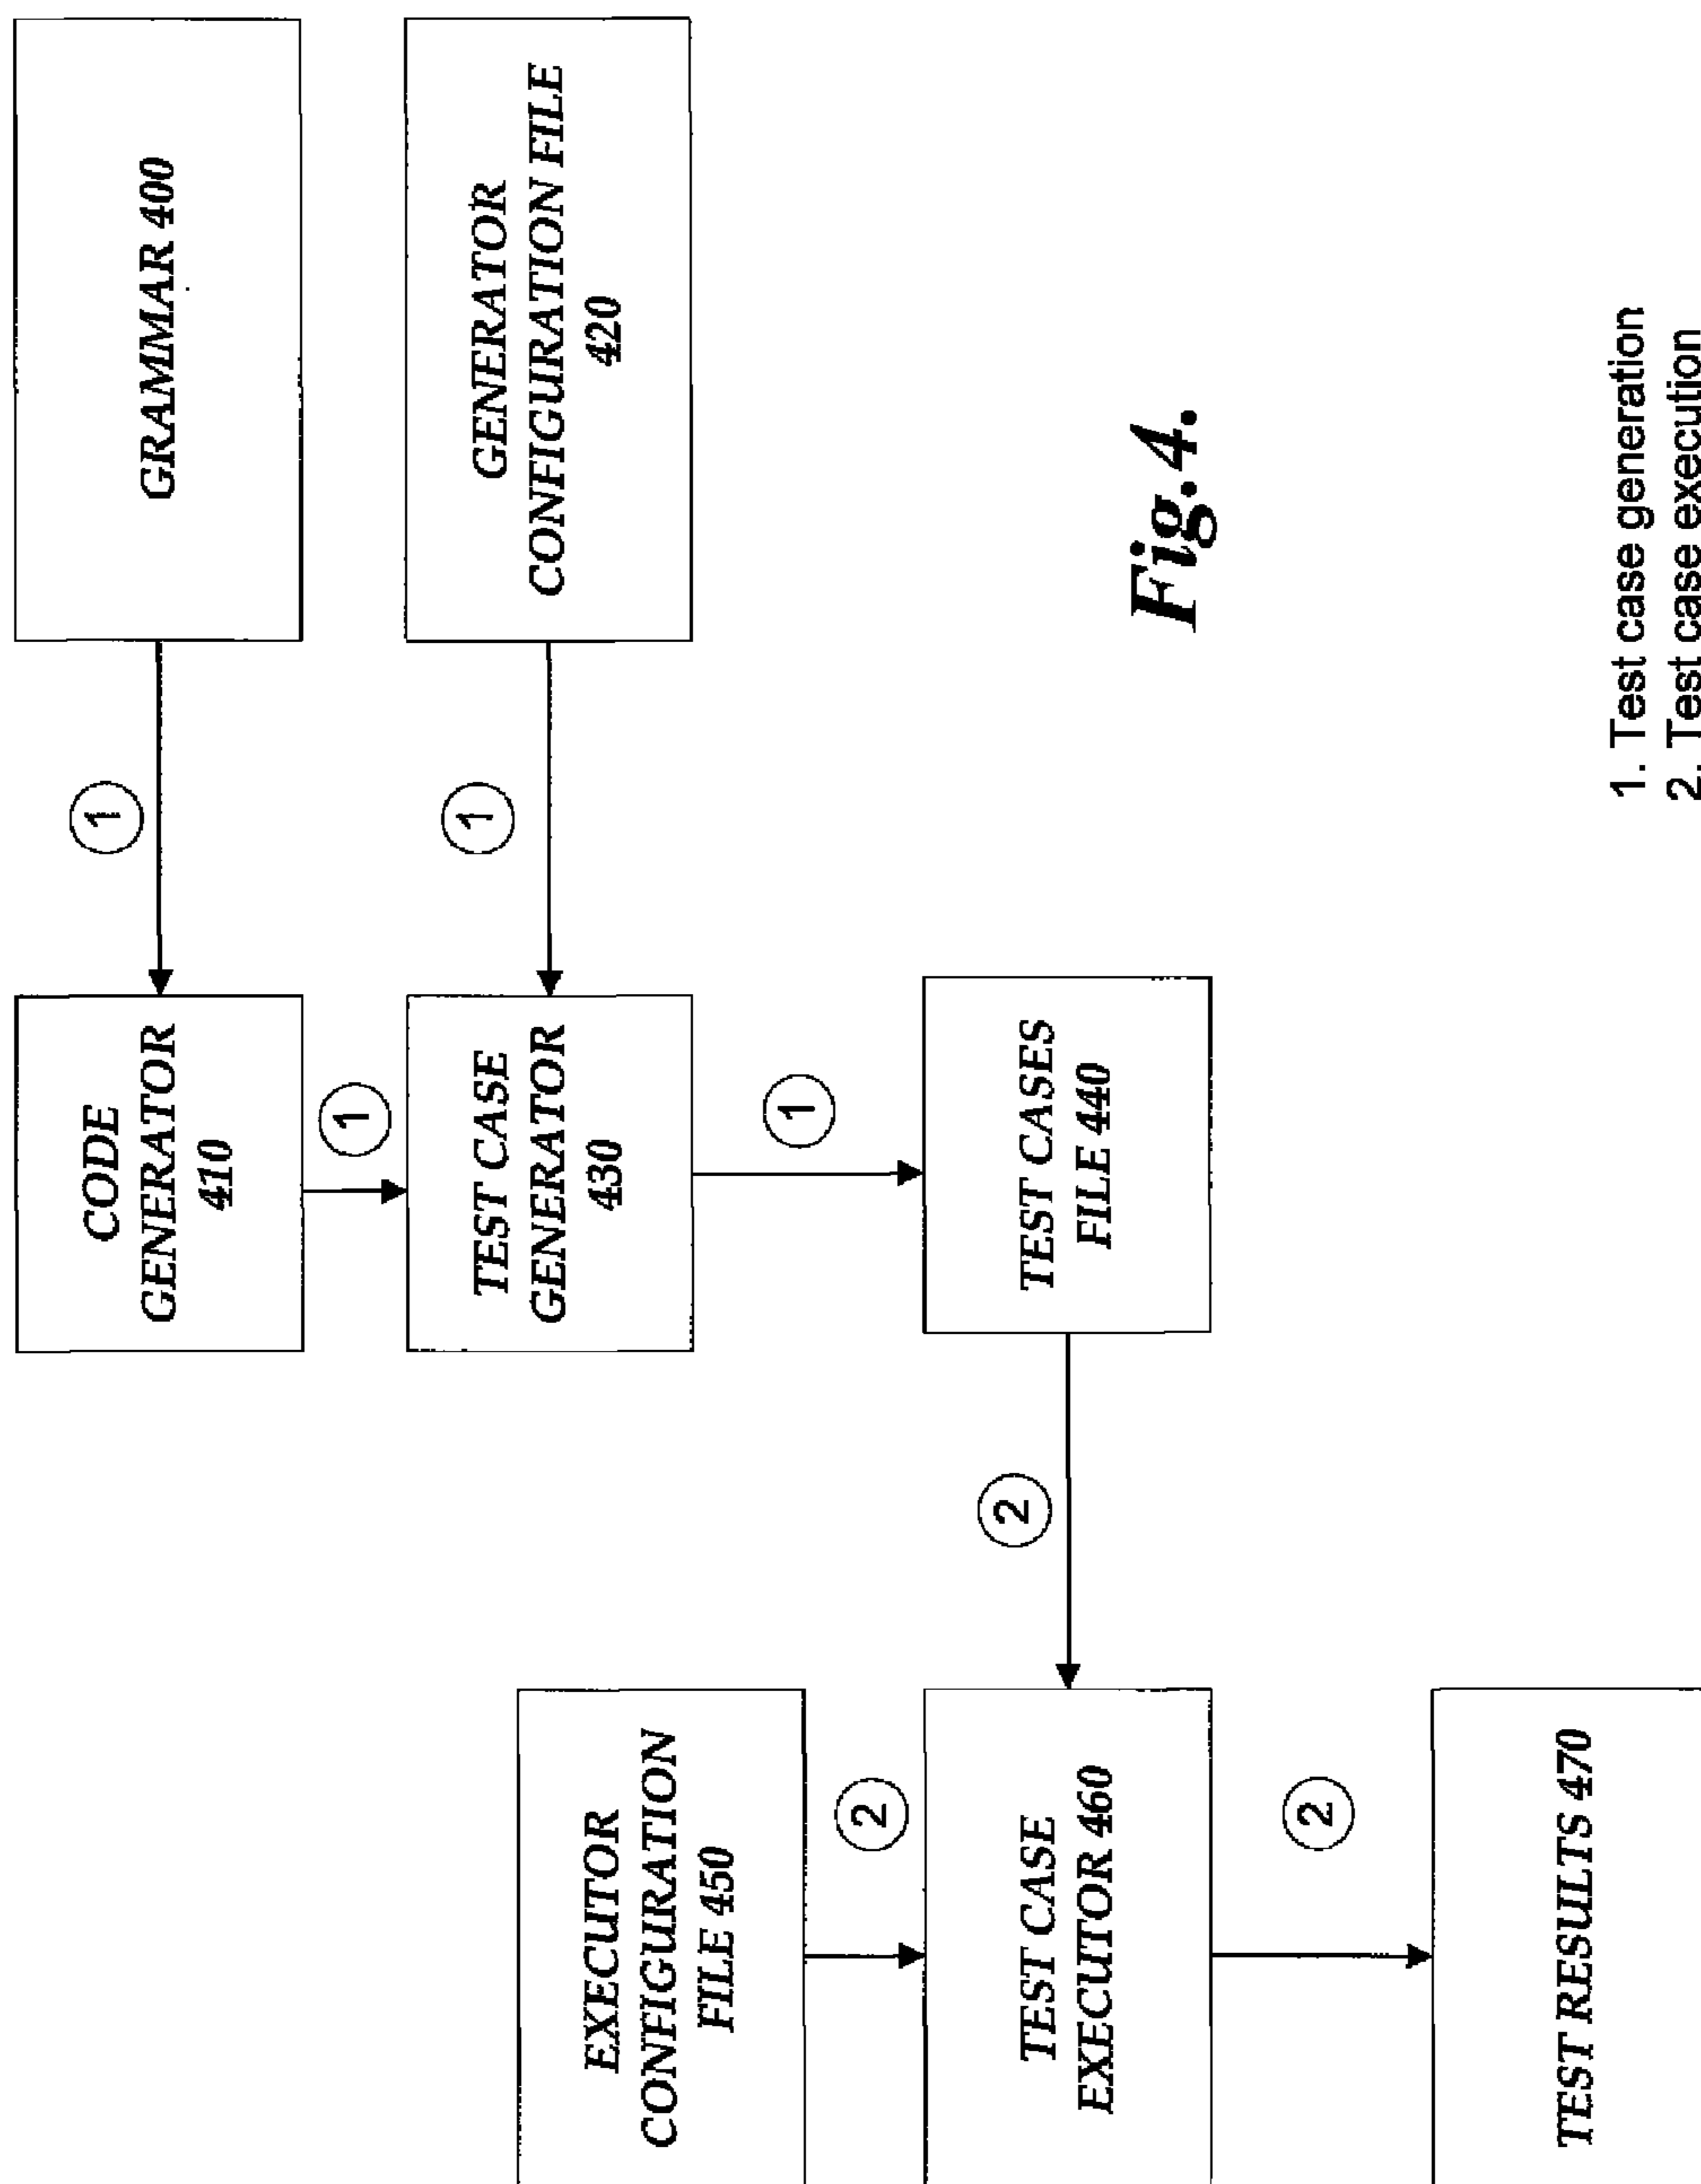 GRAMMAR 400
1
CODE
GENERATOR
410
1
GENERATOR
CONFIGURATION FILE
420
1
TEST CASE
GENERATOR
430
1
TEST CASES
FILE 440
2
EXECUTOR
CONFIGURATION
FILE 450
2
TEST CASE
EXECUTOR 460
2
TEST RESULTS 470
Fig.4.
1. Test case generation
2. Test case execution